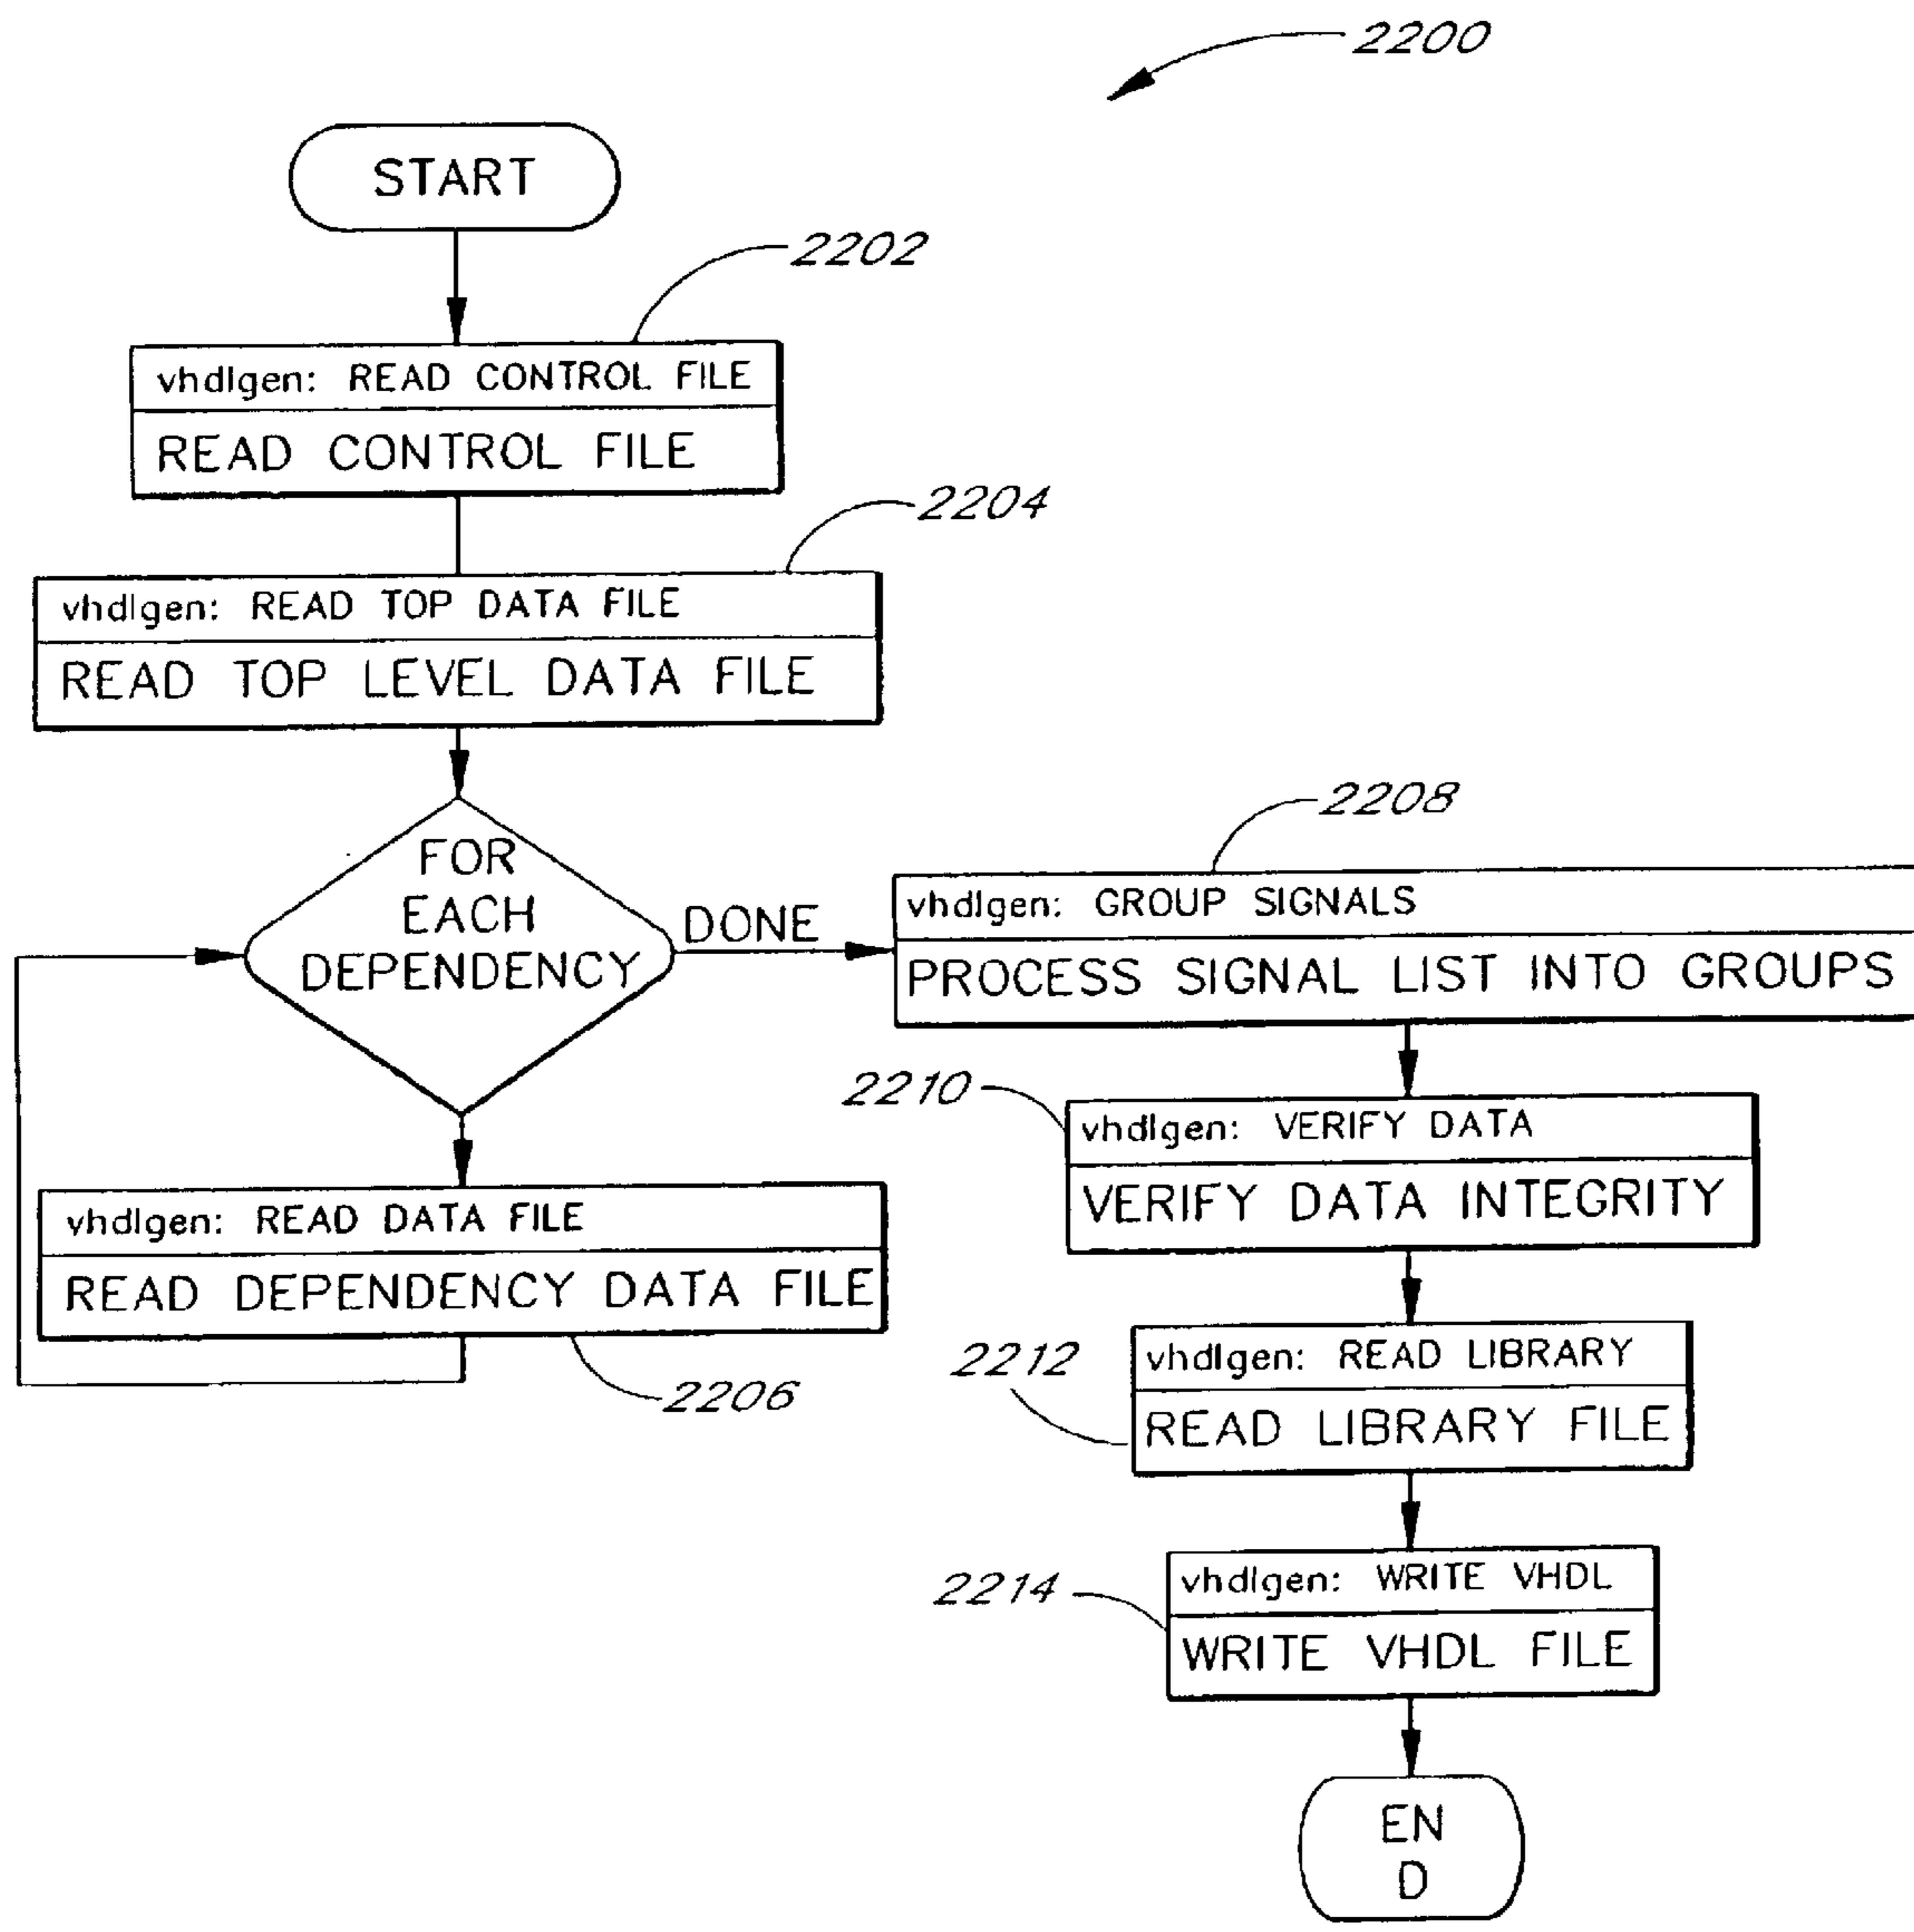 2200
START
2202
vhdlgen: READ CONTROL FILE
READ CONTROL FILE
2204
vhdlgen: READ TOP DATA FILE
READ TOP LEVEL DATA FILE
FOR
EACH
DEPENDENCY
DONE
vhdlgen: READ DATA FILE
READ DEPENDENCY DATA FILE
2206
2208
vhdlgen: GROUP SIGNALS
PROCESS SIGNAL LIST INTO GROUPS
2210
vhdlgen: VERIFY DATA
VERIFY DATA INTEGRITY
2212
vhdlgen: READ LIBRARY
READ LIBRARY FILE
2214
vhdlgen: WRITE VHDL
WRITE VHDL FILE
EN
D